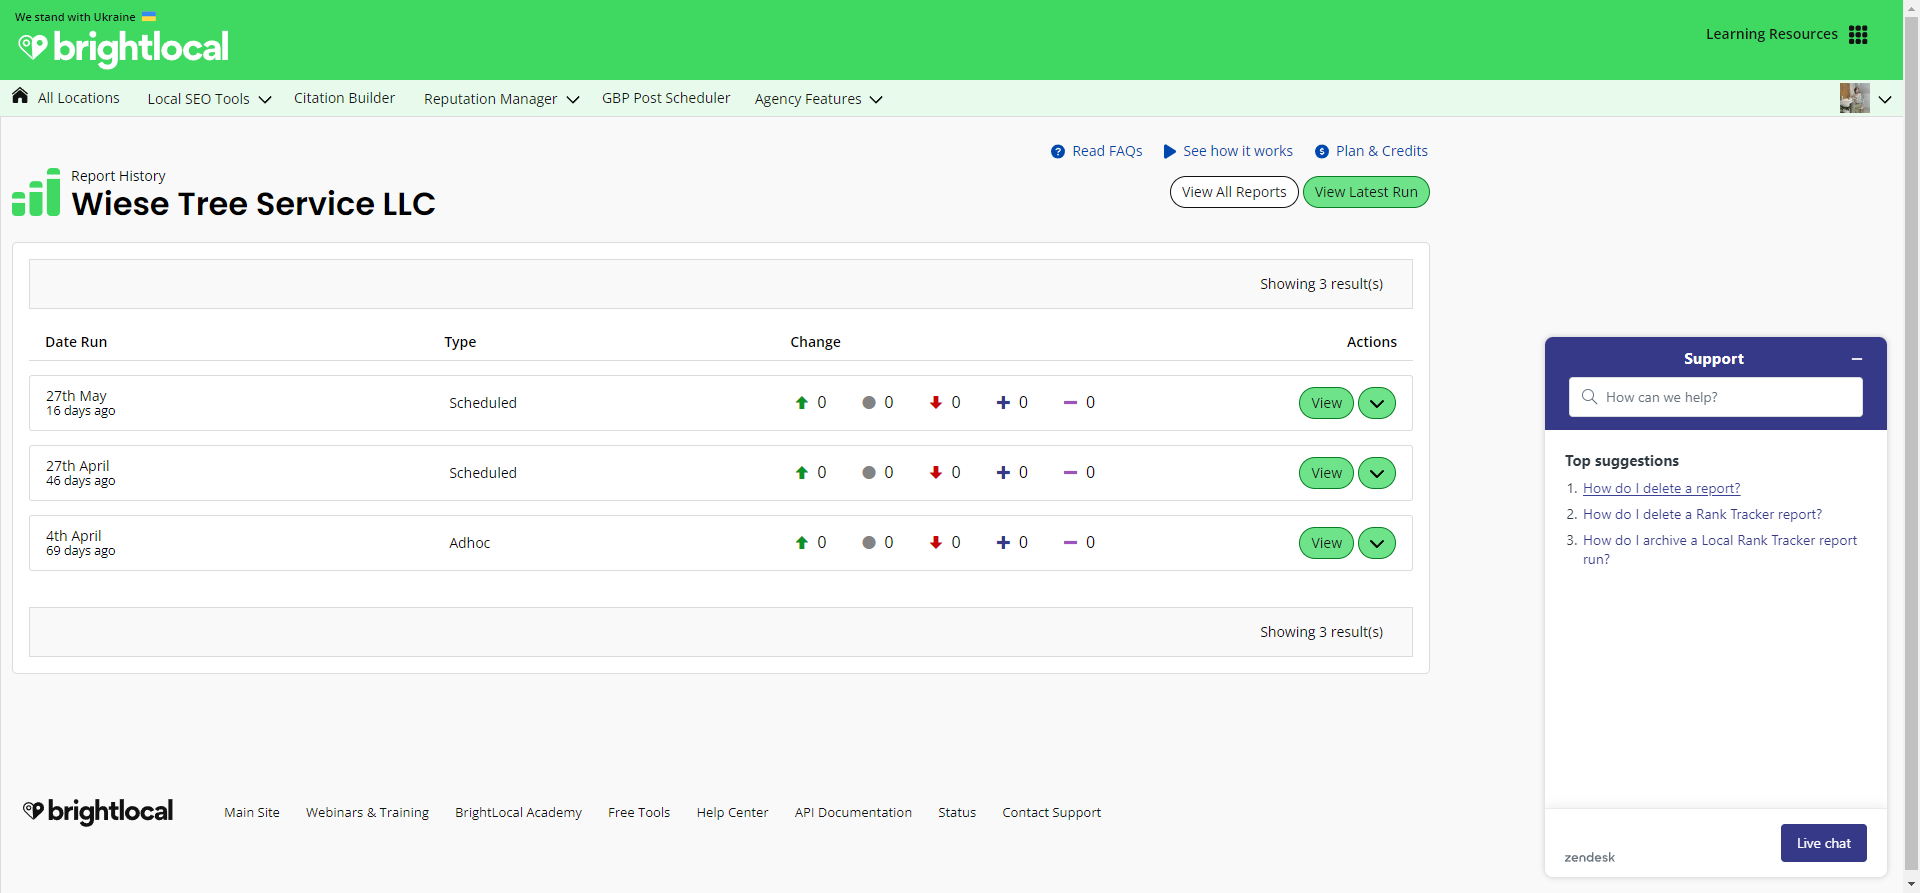 We stand with Ukraine
brightlocal
Learning Resources
All Locations
Local SEO Tools
Citation Builder
Reputation Manager
GBP Post Scheduler
Agency Features
Read FAQs
See how it works
Plan & Credits
Report History
Wiese Tree Service LLC
View All Reports
View Latest Run
Showing 3 result(s)
Date Run Type Change Actions
27th May
16 days ago
Scheduled 0 0 0 0 0 View
27th April
46 days ago
Scheduled 0 0 0 0 0 View
4th April
69 days ago
Adhoc 0 0 0 0 0 View
Showing 3 result(s)
Support
How can we help?
Top suggestions
1. How do I delete a report?
2. How do I delete a Rank Tracker report?
3. How do I archive a Local Rank Tracker report
run?
zendesk
Live chat
brightlocal
Main Site
Webinars & Training
BrightLocal Academy
Free Tools
Help Center
API Documentation
Status
Contact Support